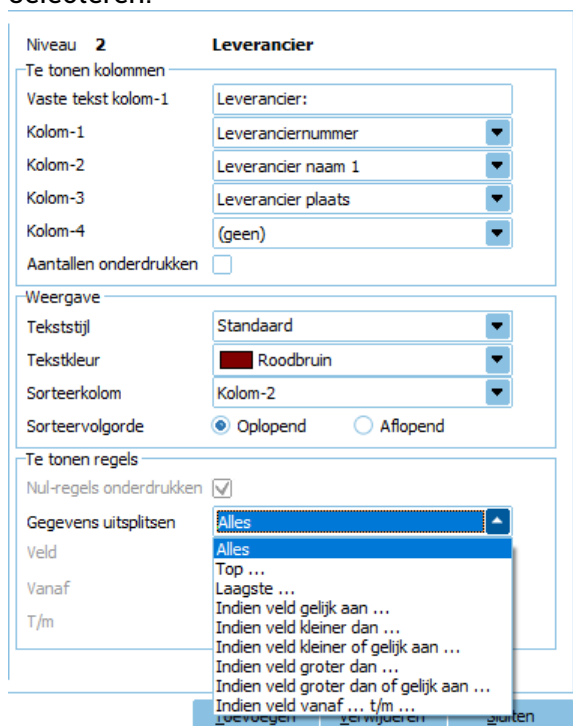 Niveau 2 Leverancier
Te tonen kolommen
Vaste tekst kolom-1 Leverancier:
Kolom-1 Leveranciernummer
Kolom-2 Leverancier naam 1
Kolom-3 Leverancier plaats
Kolom-4 (geen)
Aantallen onderdrukken
Weergave
Tekststijl Standaard
Tekstkleur Roodbruin
Sorteerkolom Kolom-2
Sorteervolgorde Oplopend Aflopend
Te tonen regels
Nul-regels onderdrukken
Gegevens uitsplitsen Alles
Veld Alles
Top ...
Vanaf Laagste ...
Indien veld gelijk aan ...
T/m Indien veld kleiner dan ...
Indien veld kleiner of gelijk aan ...
Indien veld groter dan ...
Indien veld groter dan of gelijk aan ...
Indien veld vanaf ... t/m ...
Toevoegen Verwijderen Sluiten